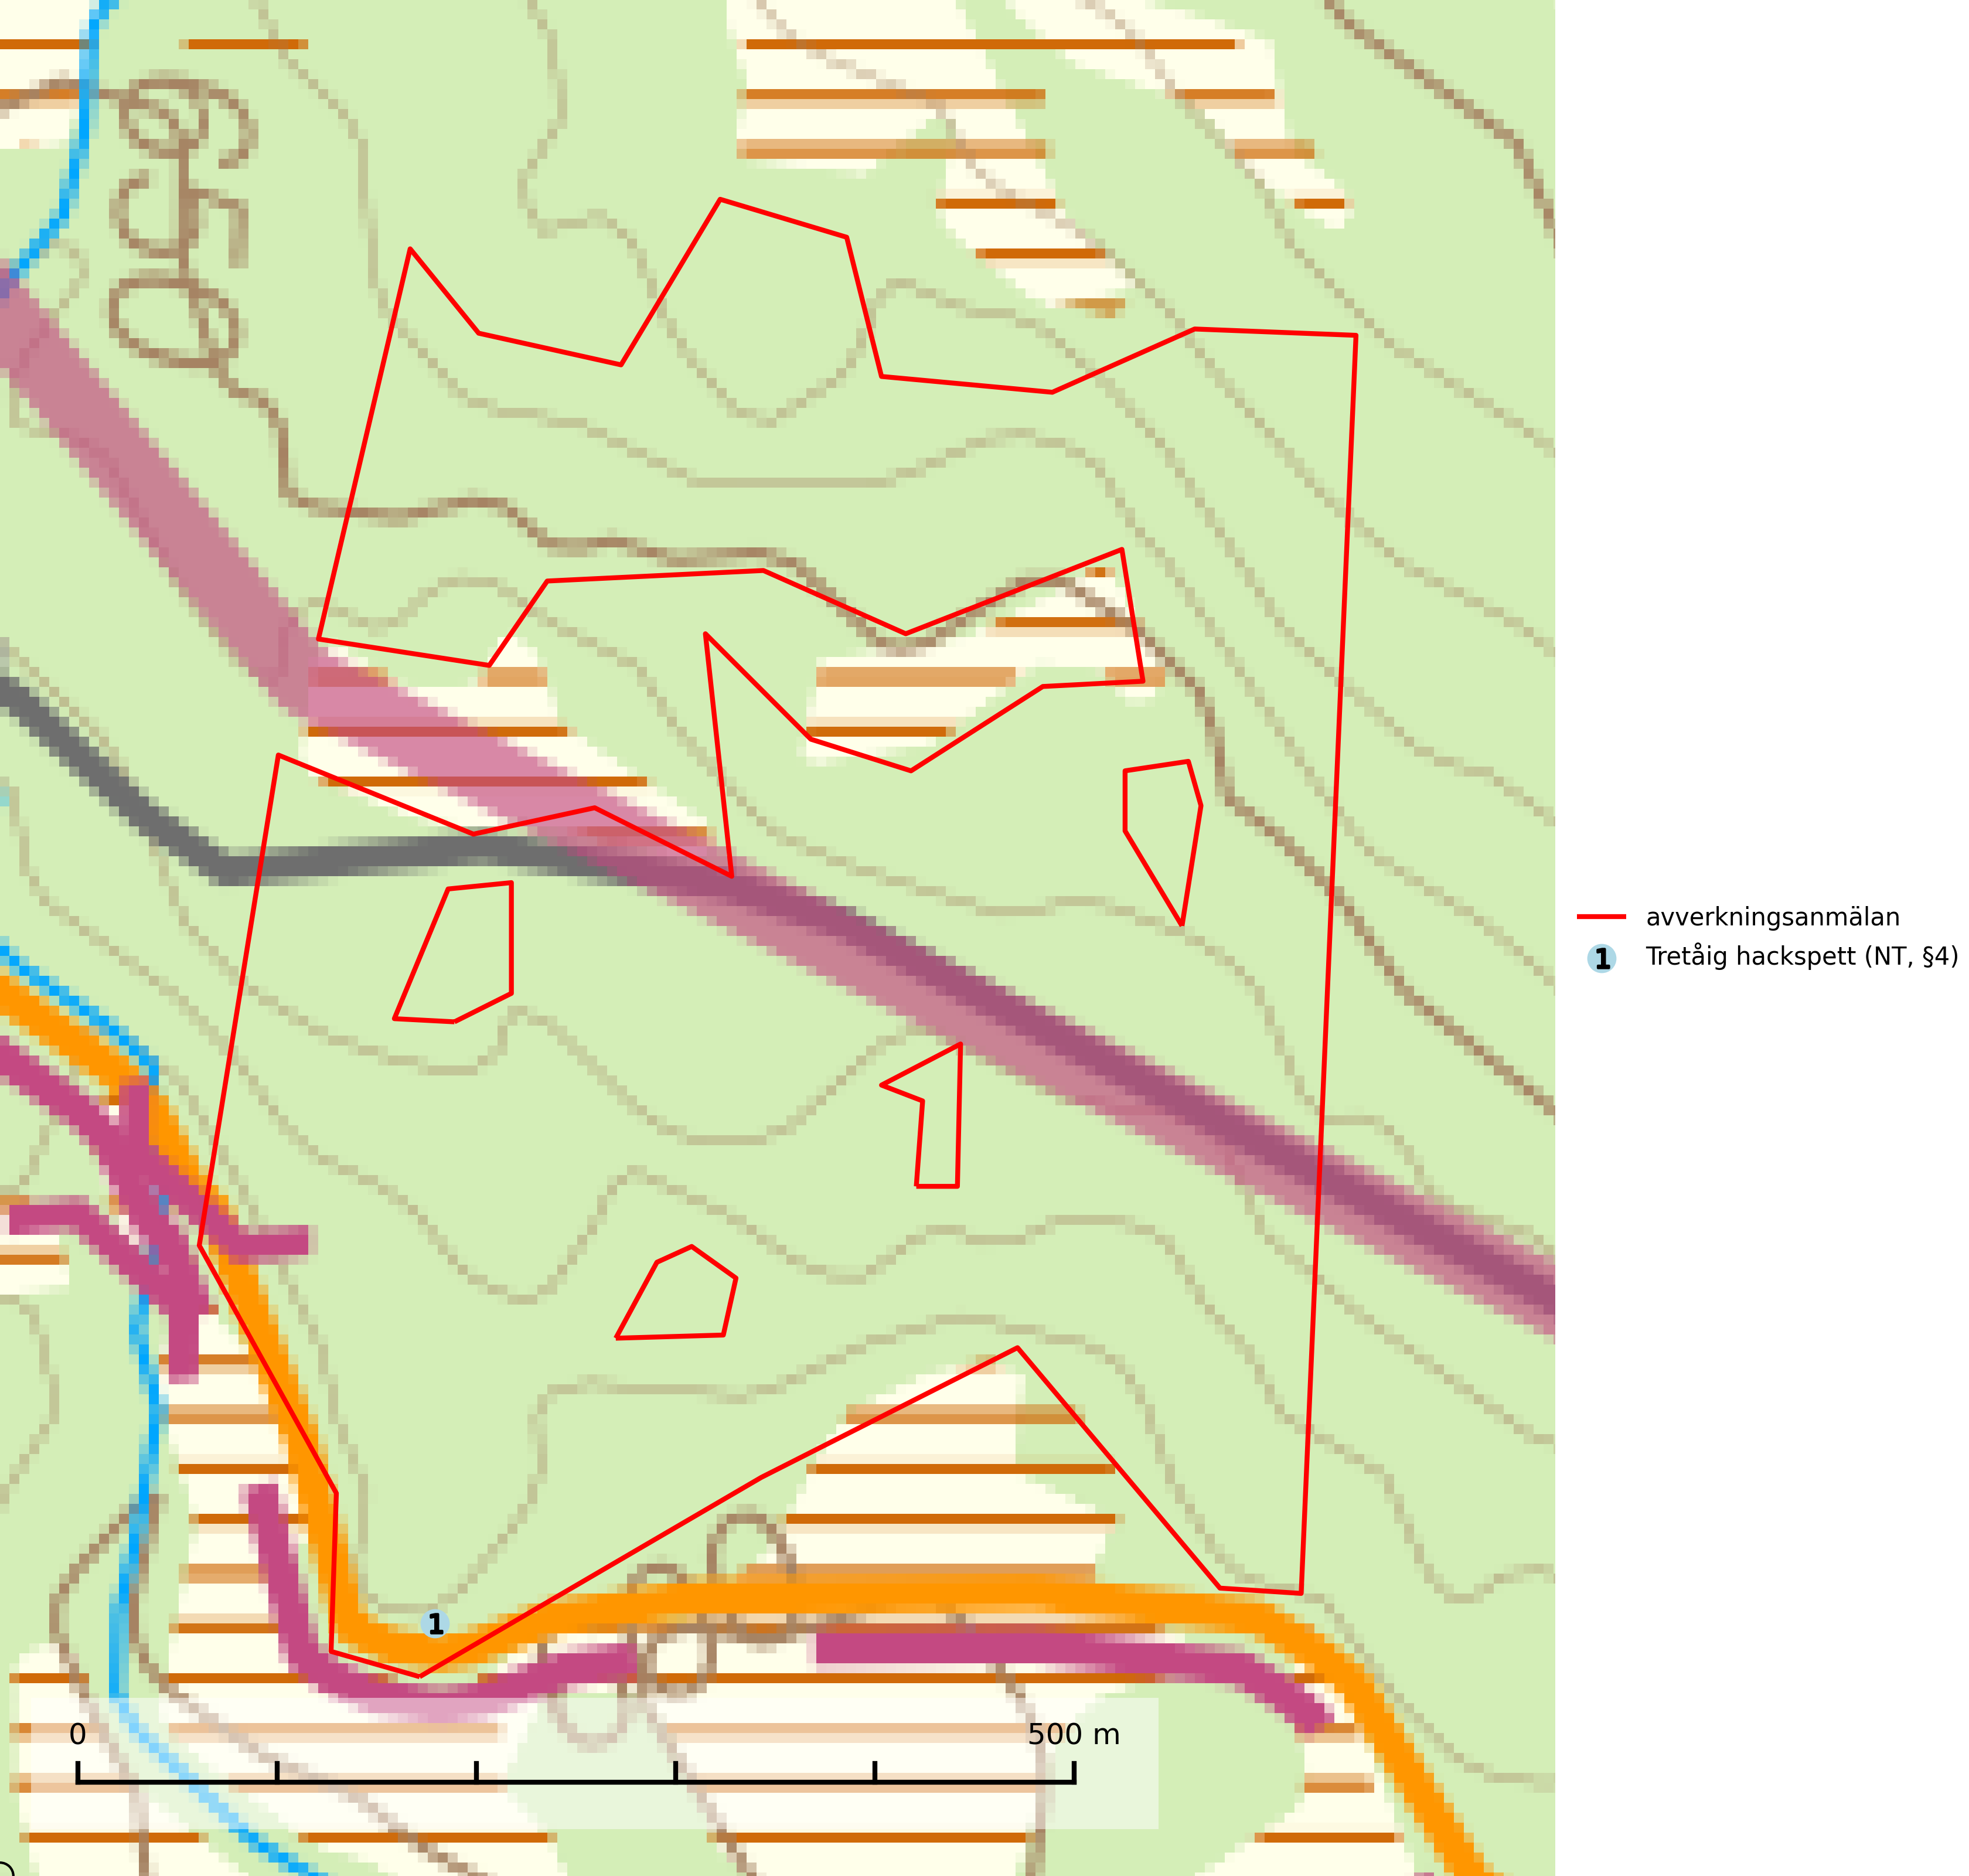 avverkningsanmälan
1 Tretåig hackspett (NT, §4)
1
0 500 m